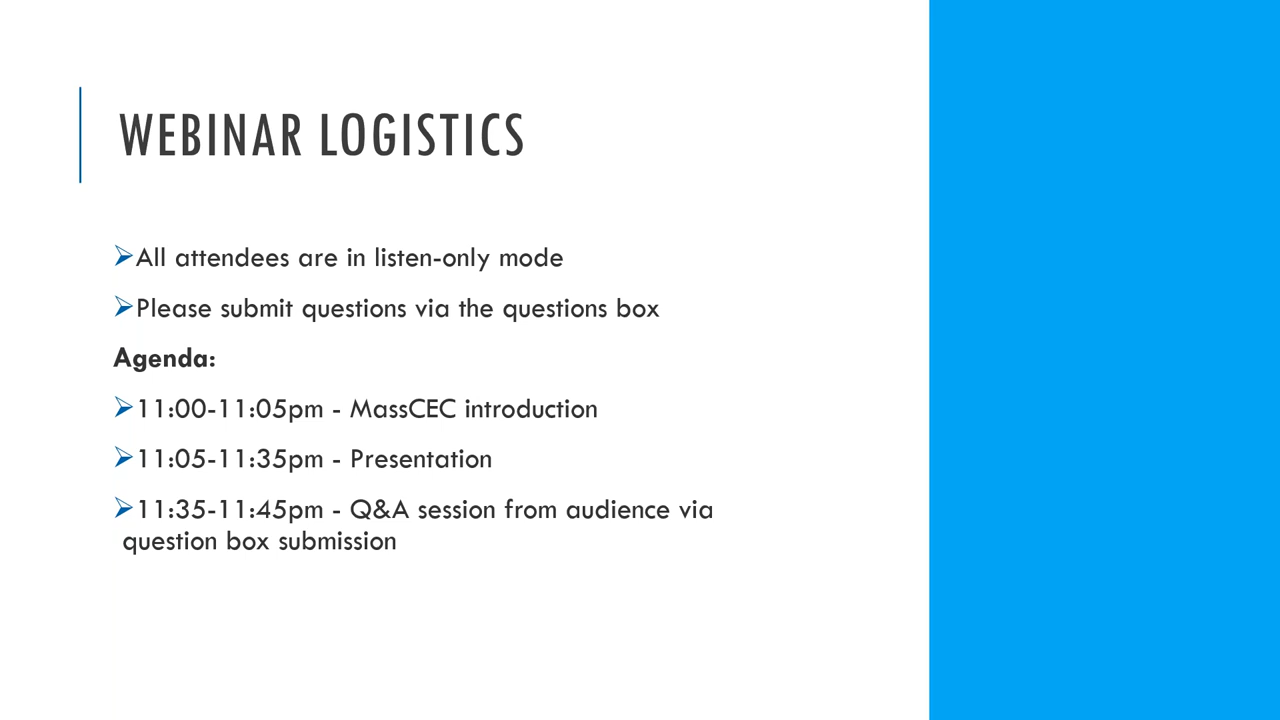 WEBINAR LOGISTICS
➢All attendees are in listen-only mode
➢Please submit questions via the questions box
Agenda:
➢11:00-11:05pm - MassCEC introduction
➢11:05-11:35pm - Presentation
➢11:35-11:45pm - Q&A session from audience via
question box submission